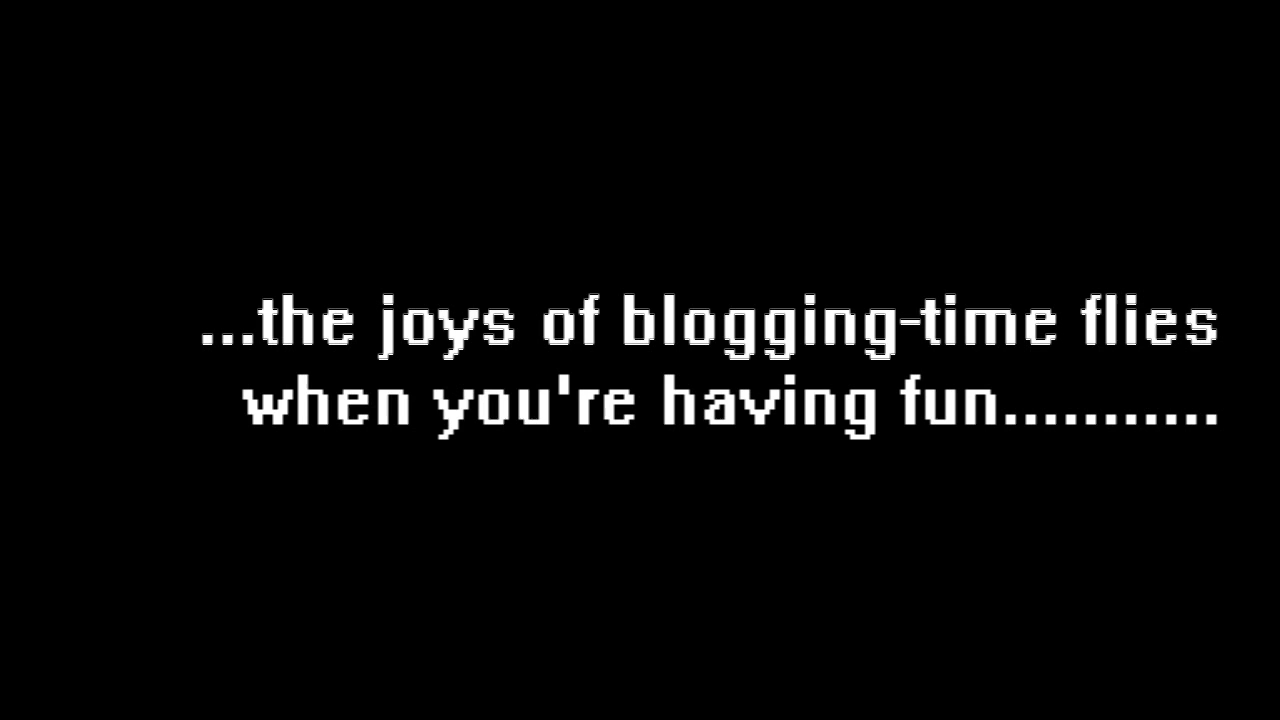 ...the joys of blogging-time flies
when you're having fun...........